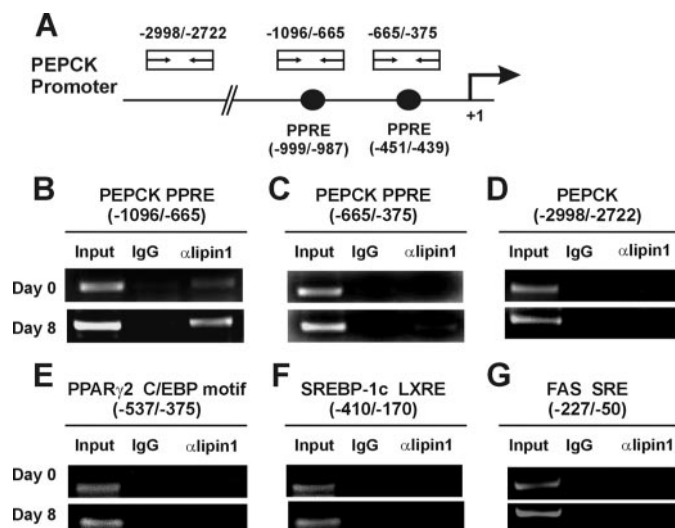 A
-2998/-2722 -1096/-665 -665/-375
PEPCK
Promoter
+1
PPRE PPRE
(-999/-987) (-451/-439)
B C D
PEPCK PPRE PEPCK PPRE PEPCK
(-1096/-665) (-665/-375) (-2998/-2722)
Input IgG αlipin1 Input IgG αlipin1 Input IgG αlipin1
Day 0
Day 8
E F G
PPARγ2 C/EBP motif SREBP-1c LXRE FAS SRE
(-537/-375) (-410/-170) (-227/-50)
Input IgG αlipin1 Input IgG αlipin1 Input IgG αlipin1
Day 0
Day 8